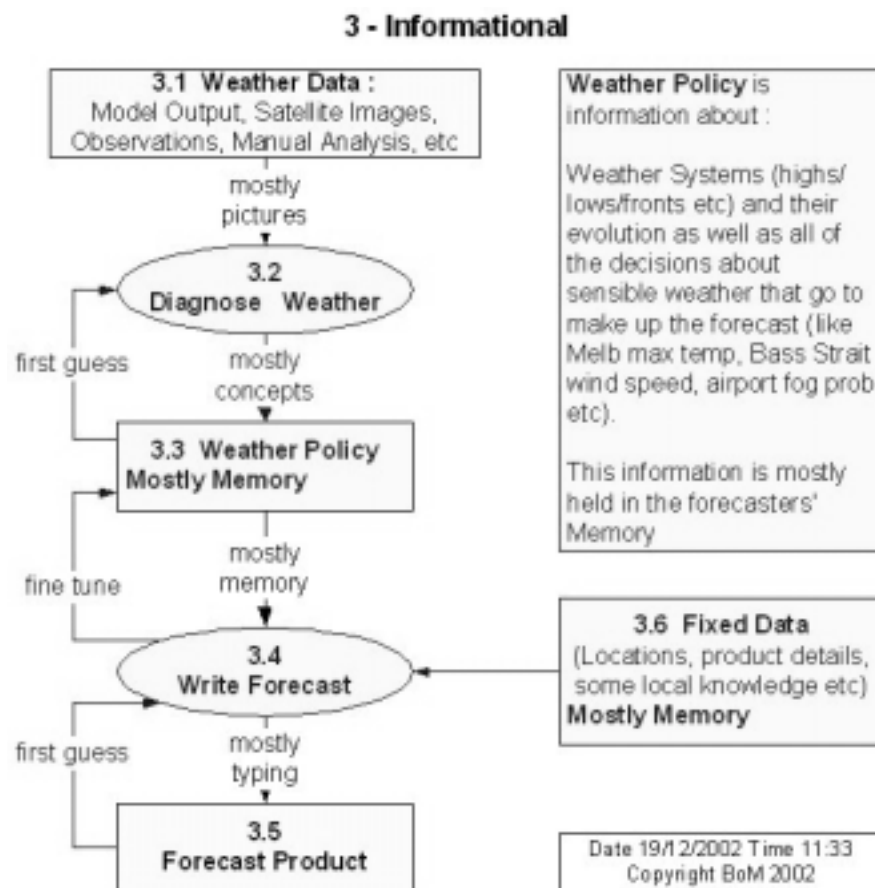 3 - Informational
3.1 Weather Data :
Model Output, Satellite Images,
Observations, Manual Analysis, etc
mostly
pictures
3.2
Diagnose Weather
first guess
mostly
concepts
3.3 Weather Policy
Mostly Memory
mostly
memory
fine tune
3.4
Write Forecast
first guess
mostly
typing
3.5
Forecast Product
Weather Policy is
information about :
Weather Systems (highs/
lows/fronts etc) and their
evolution as well as all of
the decisions about
sensible weather that go to
make up the forecast (like
Melb max temp, Bass Strait
wind speed, airport fog prob
etc).
This information is mostly
held in the forecasters'
Memory
3.6 Fixed Data
(Locations, product details,
some local knowledge etc)
Mostly Memory
Date 19/12/2002 Time 11:33
Copyright BoM 2002